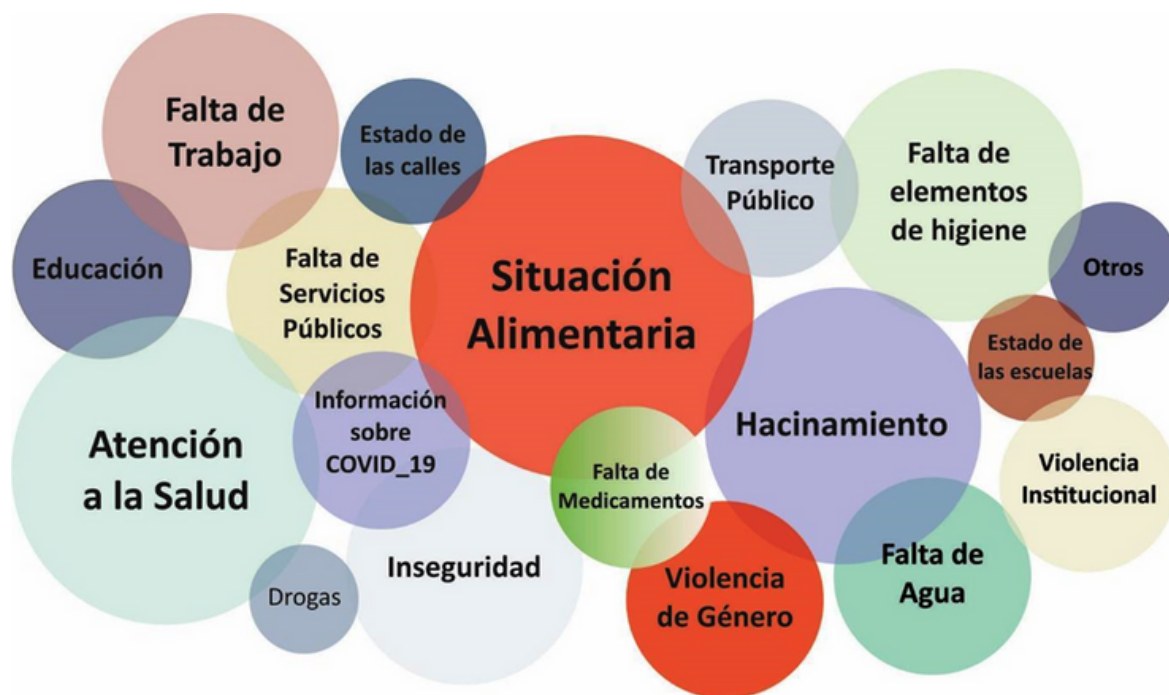 Falta de
Trabajo
Estado de
las calles
Transporte
Público
Falta de
elementos
de higiene
Educación
Falta de
Servicios
Públicos
Situación
Alimentaria
Otros
Estado de
las escuelas
Atención
a la Salud
Información
sobre
COVID_19
Hacinamiento
Falta de
Medicamentos
Violencia
Institucional
Drogas
Inseguridad
Violencia
de Género
Falta de
Agua